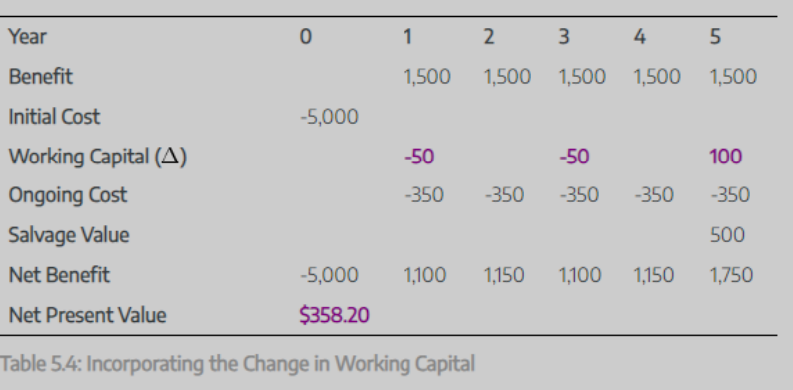 Year 0 1 2 3 4 5
Benefit 1,500 1,500 1,500 1,500 1,500
Initial Cost -5,000
Working Capital (Δ) -50 -50 100
Ongoing Cost -350 -350 -350 -350 -350
Salvage Value 500
Net Benefit -5,000 1,100 1,150 1,100 1,150 1,750
Net Present Value $358.20
Table 5.4: Incorporating the Change in Working Capital